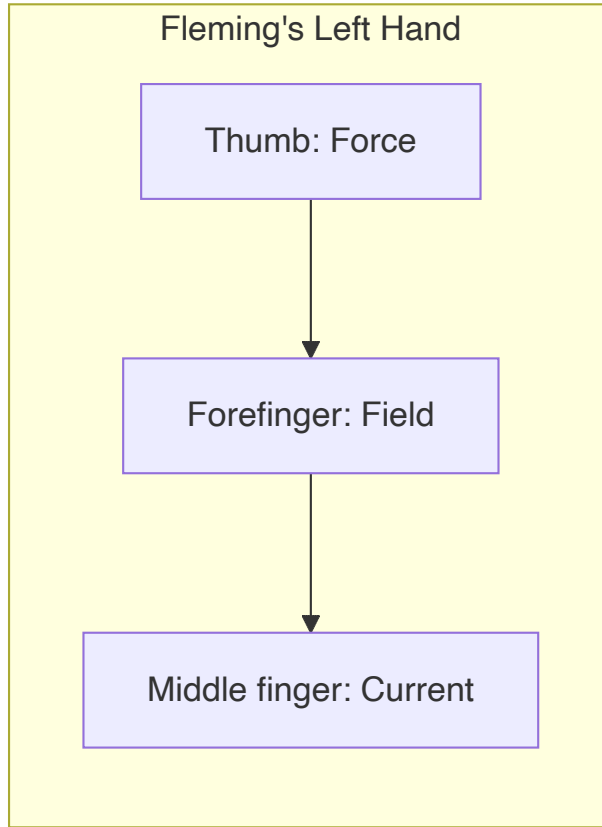 Fleming's Left Hand
Thumb: Force
Forefinger: Field
Middle finger: Current